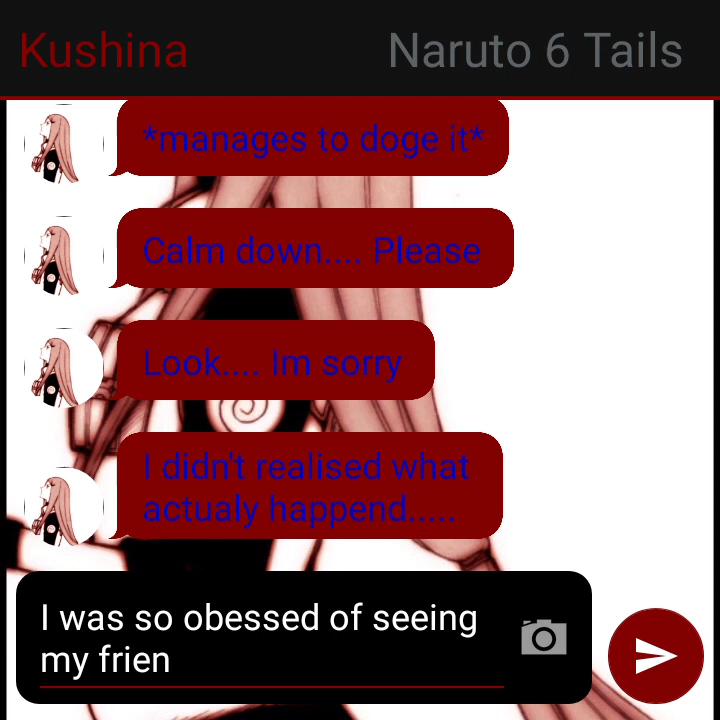 Kushina Naruto 6 Tails
*manages to doge it*
Calm down.... Please
Look.... Im sorry
I didn't realised what
actualy happend.....
I was so obessed of seeing
my frien